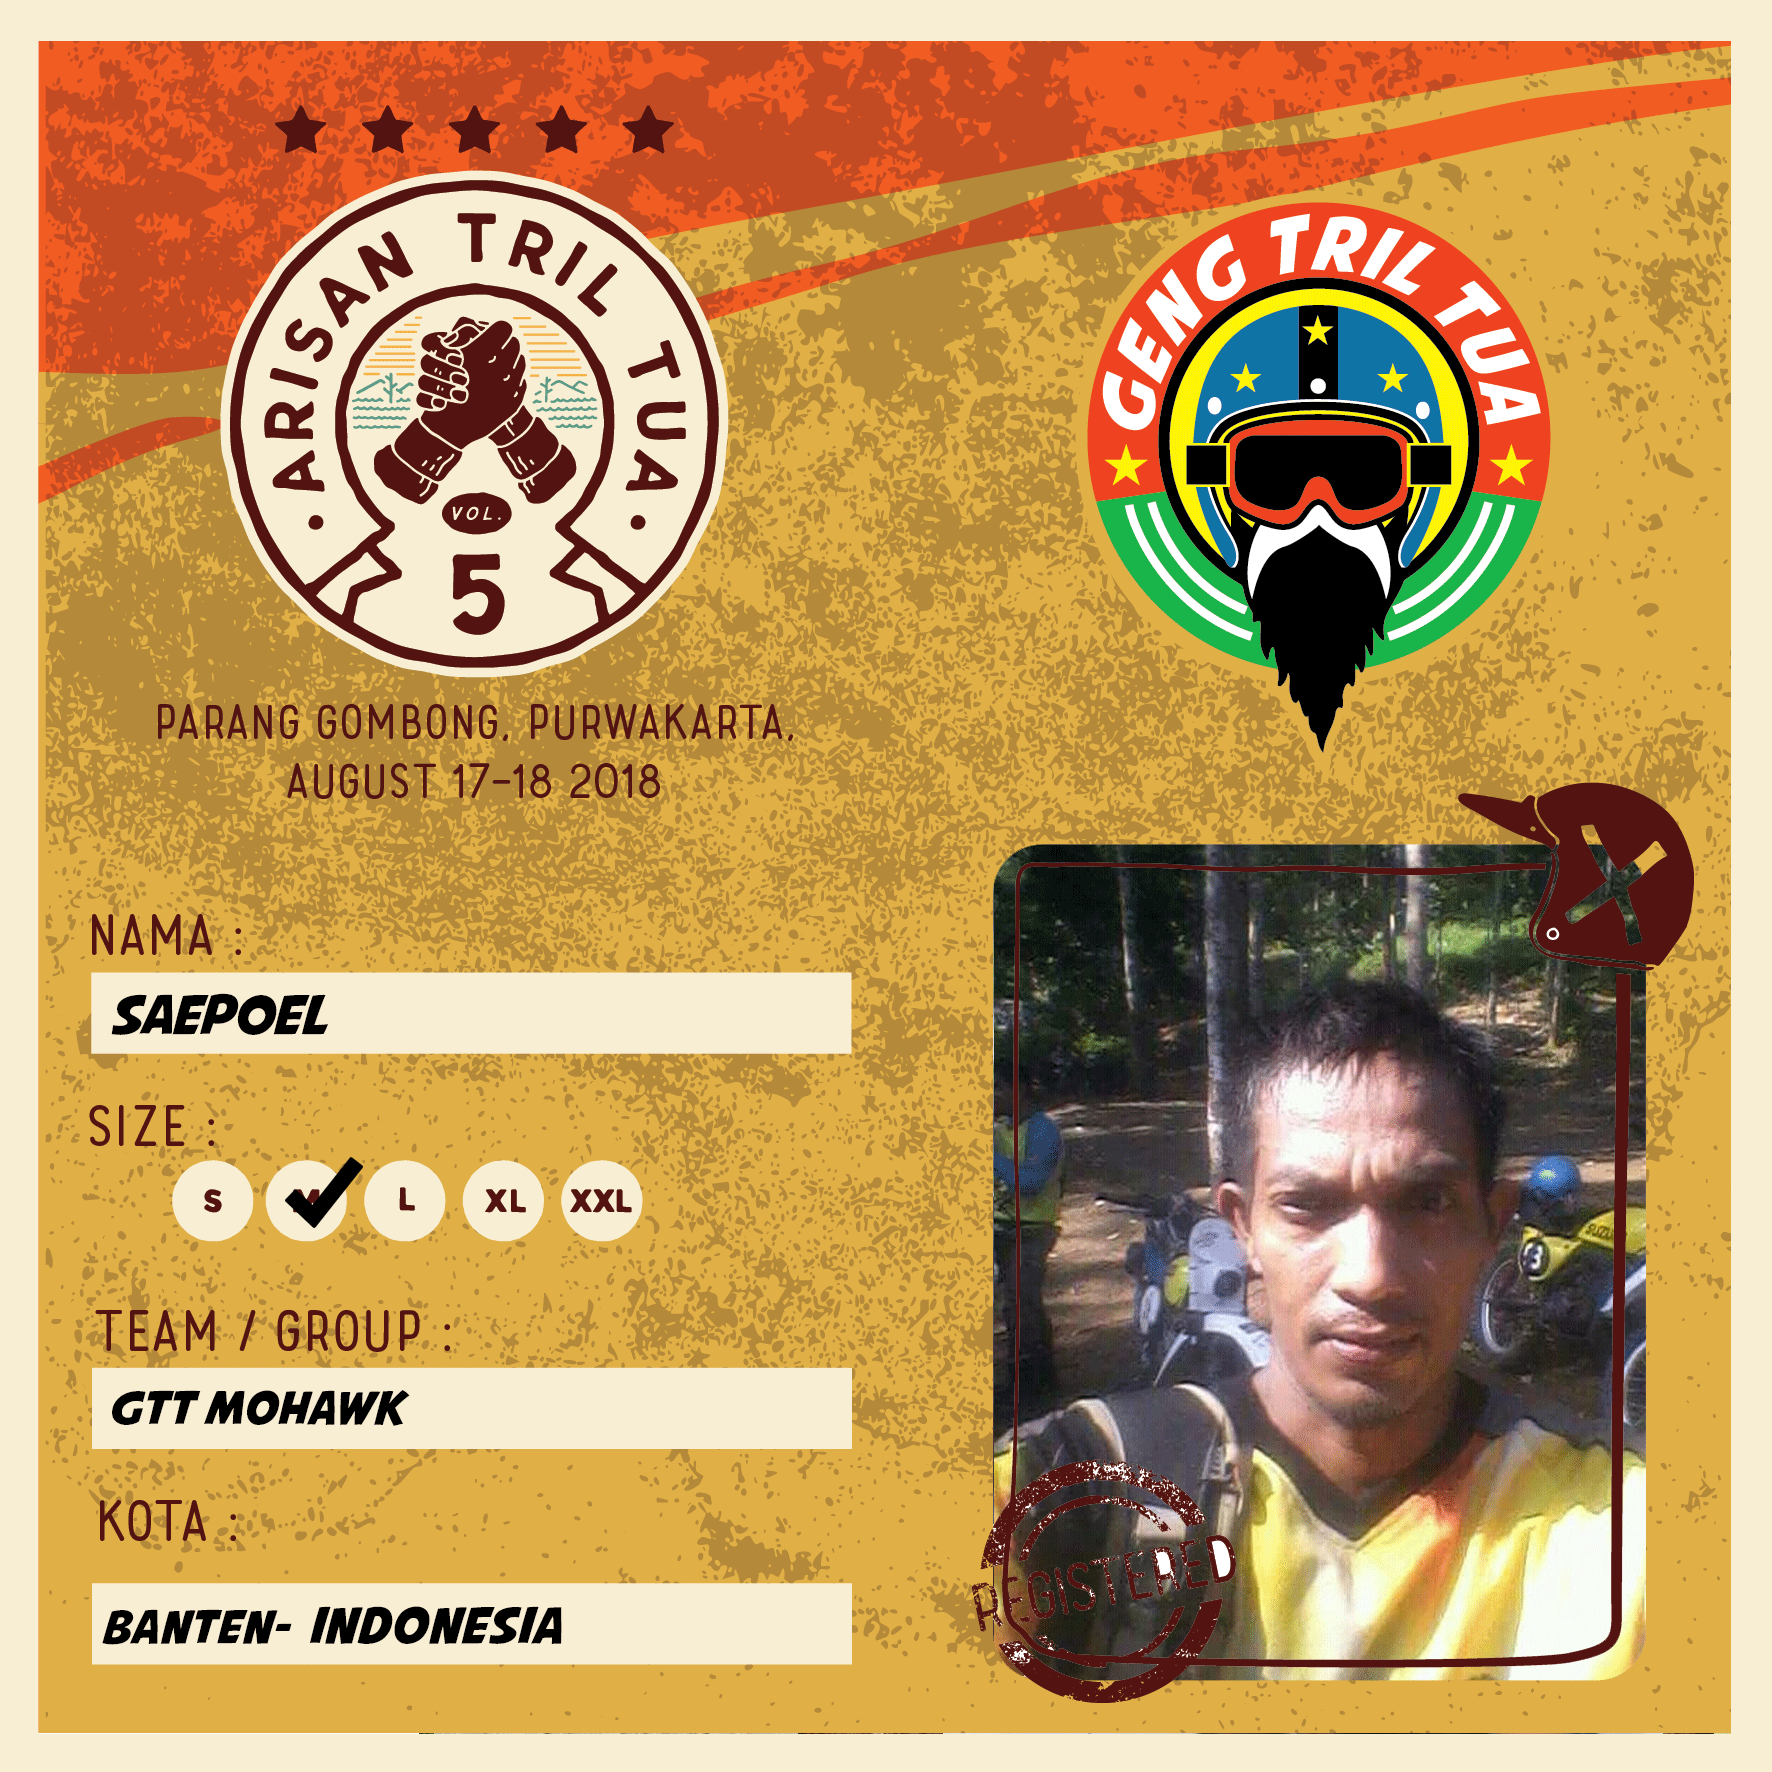 ARISAN TRIL TUA
VOL.
5
GENG TRIL TUA
PARANG GOMBONG, PURWAKARTA,
AUGUST 17-18 2018
NAMA :
SAEPOEL
SIZE :
S M L XL XXL
TEAM / GROUP :
GTT MOHAWK
KOTA :
BANTEN- INDONESIA
REGISTERED